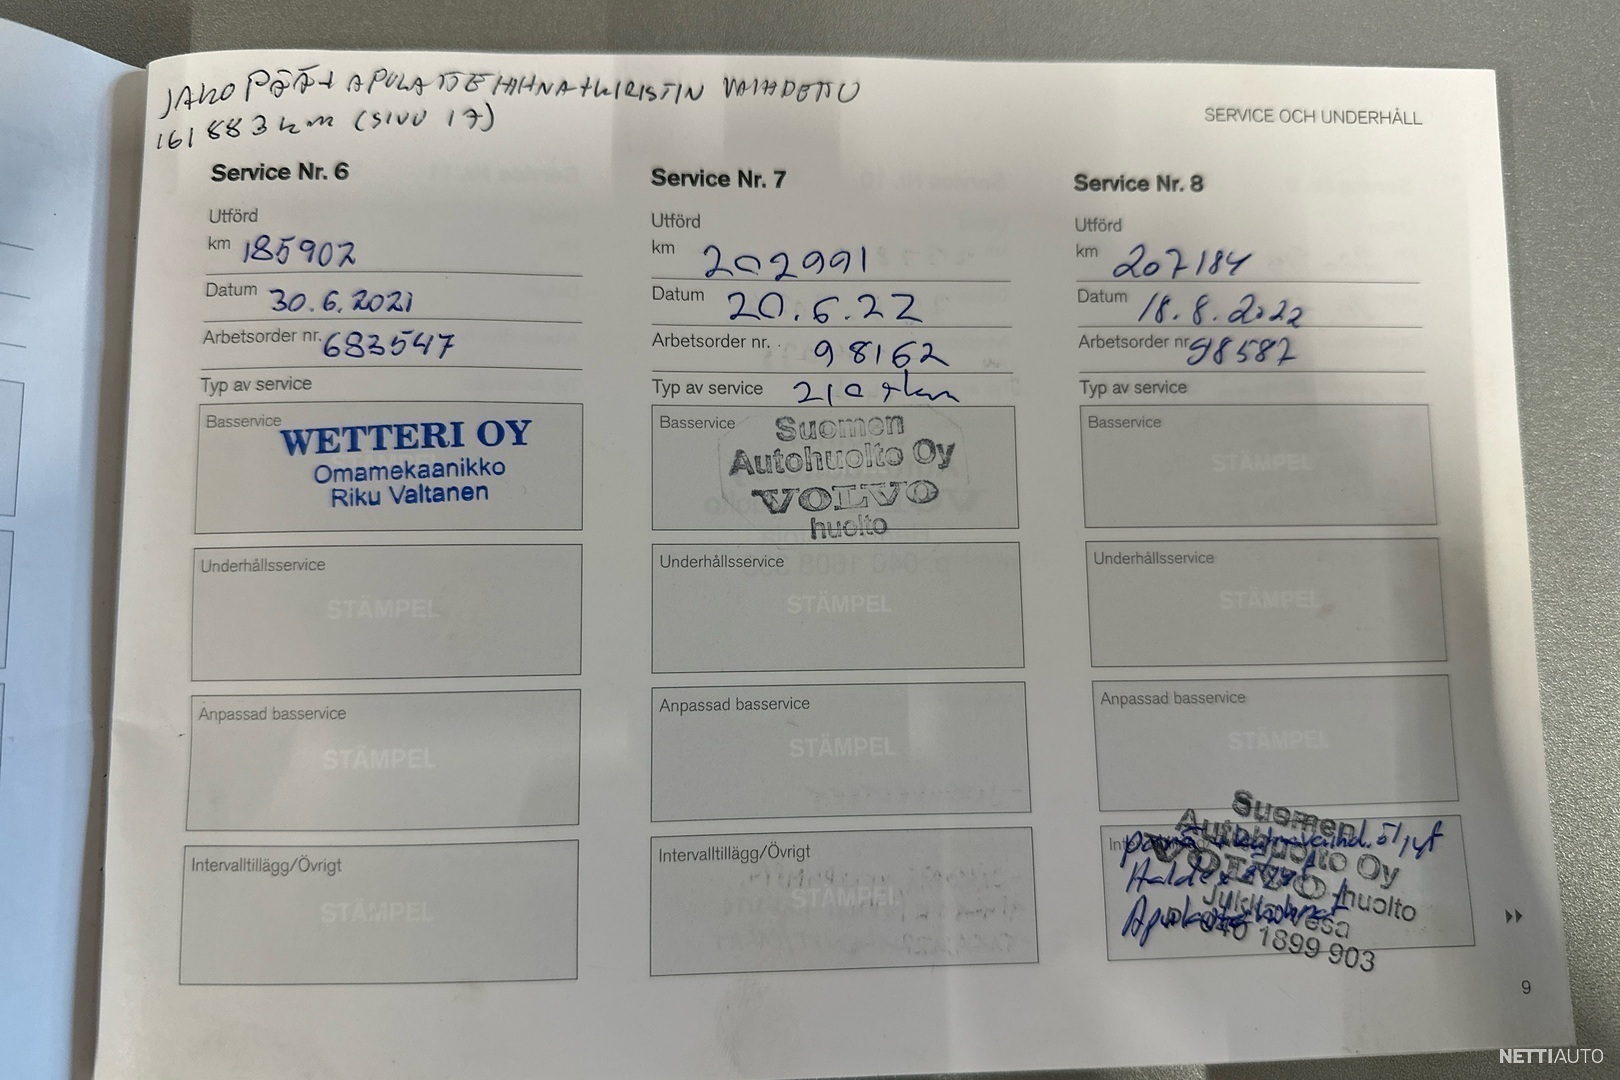 JAKO PÄÄ+ APULAITE HIHNA+KIRISTIN VAIHDETTU
161883 km (SIVU 17)
SERVICE OCH UNDERHÅLL
Service Nr. 6
Utförd
km 185902
Datum 30.6.2021
Arbetsorder nr. 683547
Typ av service
Basservice
WETTERI OY
Omamekaanikko
Riku Valtanen
Underhållsservice
STÄMPEL
Anpassad basservice
STÄMPEL
Intervalltillägg/Övrigt
STÄMPEL
Service Nr. 7
Utförd
km 202991
Datum 20.6.22
Arbetsorder nr. 98162
Typ av service 210 tkm
Basservice
Suomen
Autohuolto Oy
VOLVO
huolto
Underhållsservice
STÄMPEL
Anpassad basservice
STÄMPEL
Intervalltillägg/Övrigt
STÄMPEL
Service Nr. 8
Utförd
km 207184
Datum 18.8.2022
Arbetsorder nr 98587
Typ av service
Basservice
STÄMPEL
Underhållsservice
STÄMPEL
Anpassad basservice
STÄMPEL
Suomen
Autohuolto Oy
VOLVO huolto
040 1899 903
9
NETTIAUTO